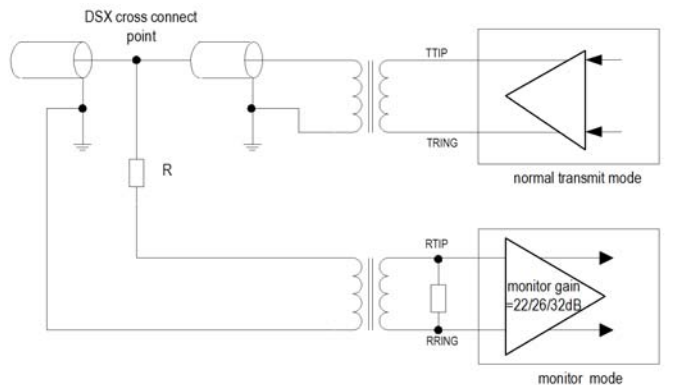 DSX cross connect
point
TTIP
TRING
normal transmit mode
R
RTIP
monitor gain
=22/26/32dB
RRING
monitor mode